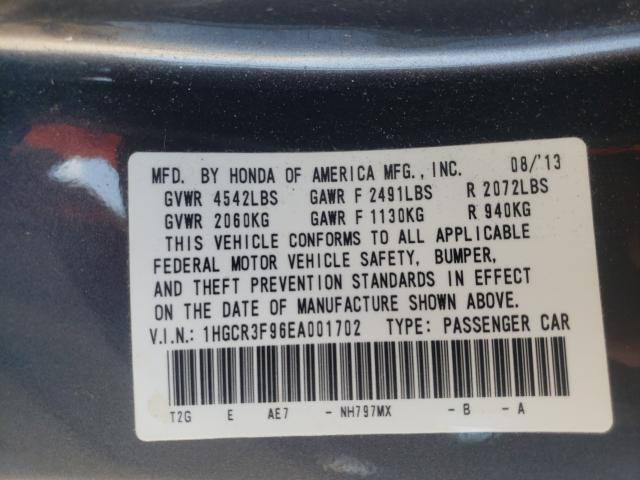 MFD. BY HONDA OF AMERICA MFG., INC. 08/'13
GVWR 4542LBS GAWR F 2491LBS R 2072LBS
GVWR 2060KG GAWR F 1130KG R 940KG
THIS VEHICLE CONFORMS TO ALL APPLICABLE
FEDERAL MOTOR VEHICLE SAFETY, BUMPER,
AND THEFT PREVENTION STANDARDS IN EFFECT
ON THE DATE OF MANUFACTURE SHOWN ABOVE.
V.I.N.: 1HGCR3F96EA001702 TYPE: PASSENGER CAR
T2G E AE7 - NH797MX - B - A